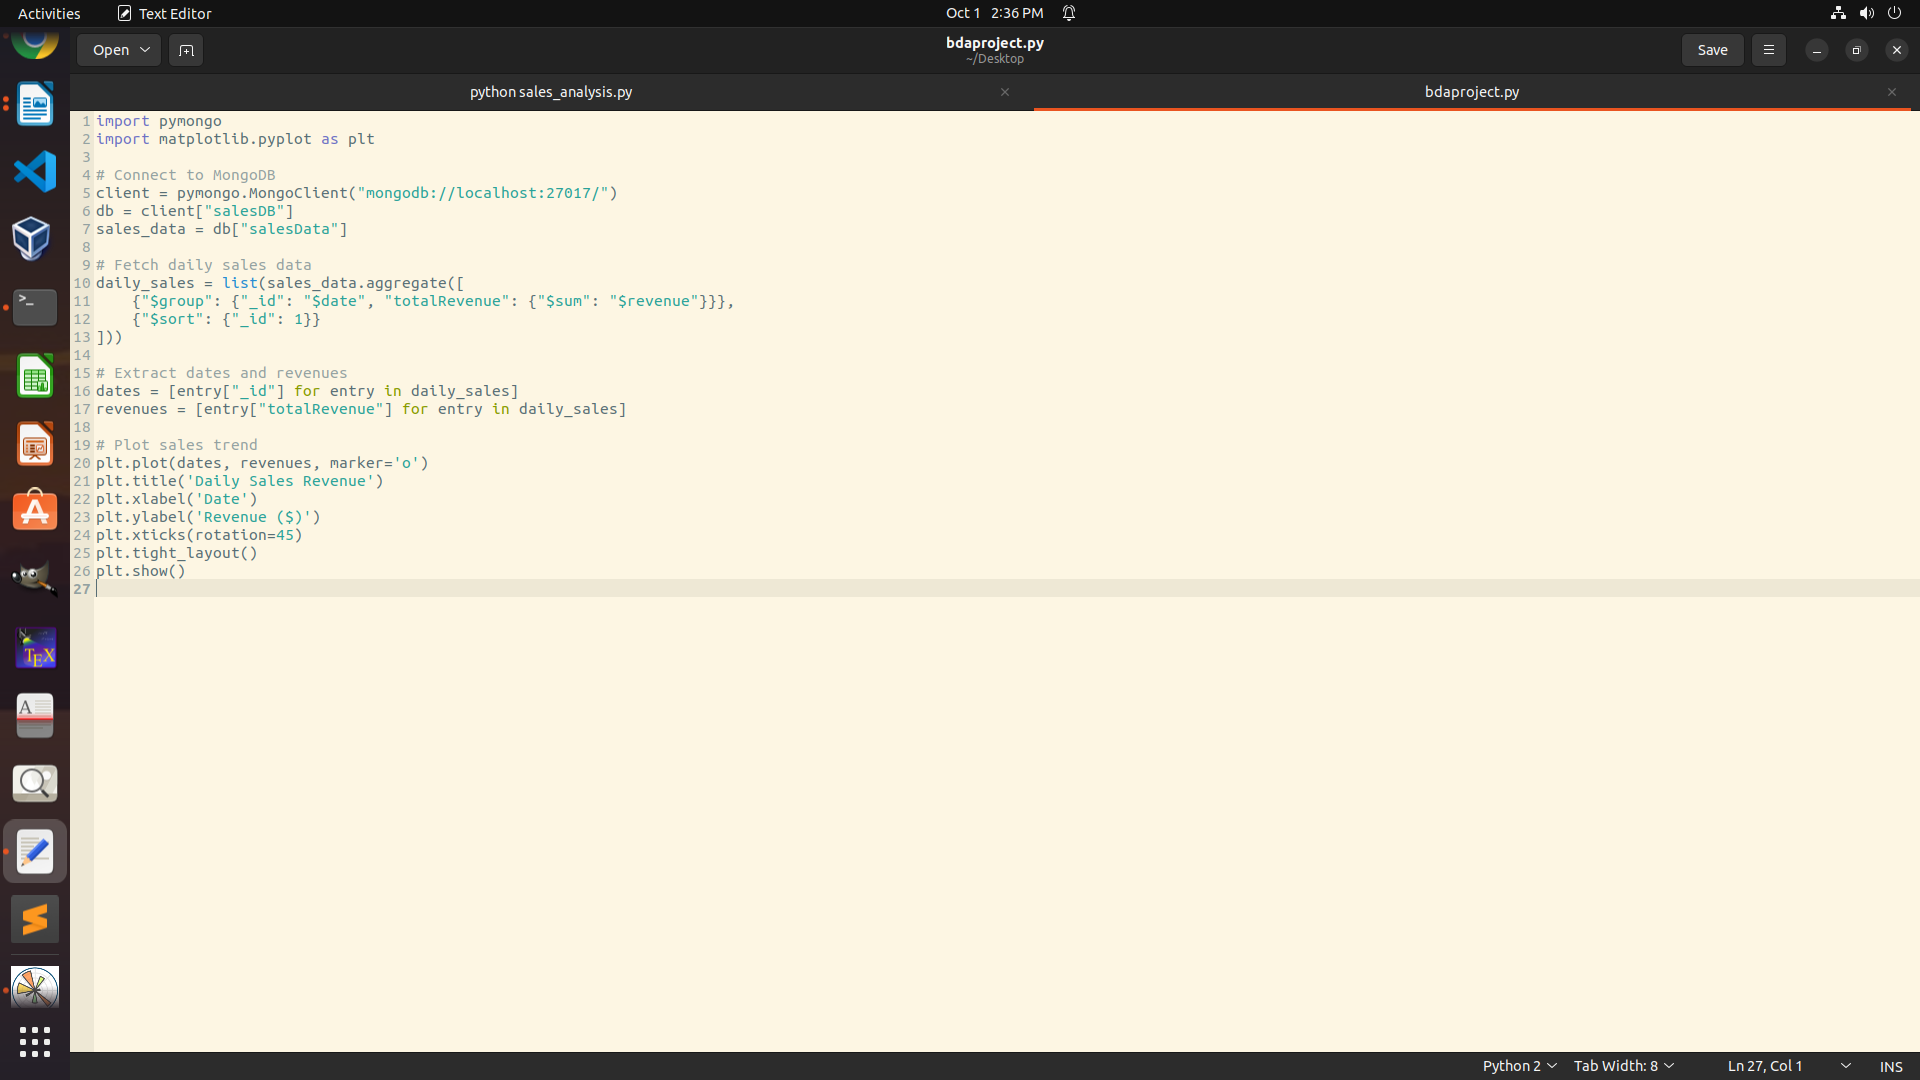 Activities
Text Editor
Oct 1 2:36 PM
Open
bdaproject.py
~/Desktop
Save
python sales_analysis.py
bdaproject.py
1 import pymongo
2 import matplotlib.pyplot as plt
3
4 # Connect to MongoDB
5 client = pymongo.MongoClient("mongodb://localhost:27017/")
6 db = client["salesDB"]
7 sales_data = db["salesData"]
8
9 # Fetch daily sales data
10 daily_sales = list(sales_data.aggregate([
11     {"$group": {"_id": "$date", "totalRevenue": {"$sum": "$revenue"}}},
12     {"$sort": {"_id": 1}}
13 ]))
14
15 # Extract dates and revenues
16 dates = [entry["_id"] for entry in daily_sales]
17 revenues = [entry["totalRevenue"] for entry in daily_sales]
18
19 # Plot sales trend
20 plt.plot(dates, revenues, marker='o')
21 plt.title('Daily Sales Revenue')
22 plt.xlabel('Date')
23 plt.ylabel('Revenue ($)')
24 plt.xticks(rotation=45)
25 plt.tight_layout()
26 plt.show()
27
TEX
A
Python 2
Tab Width: 8
Ln 27, Col 1
INS